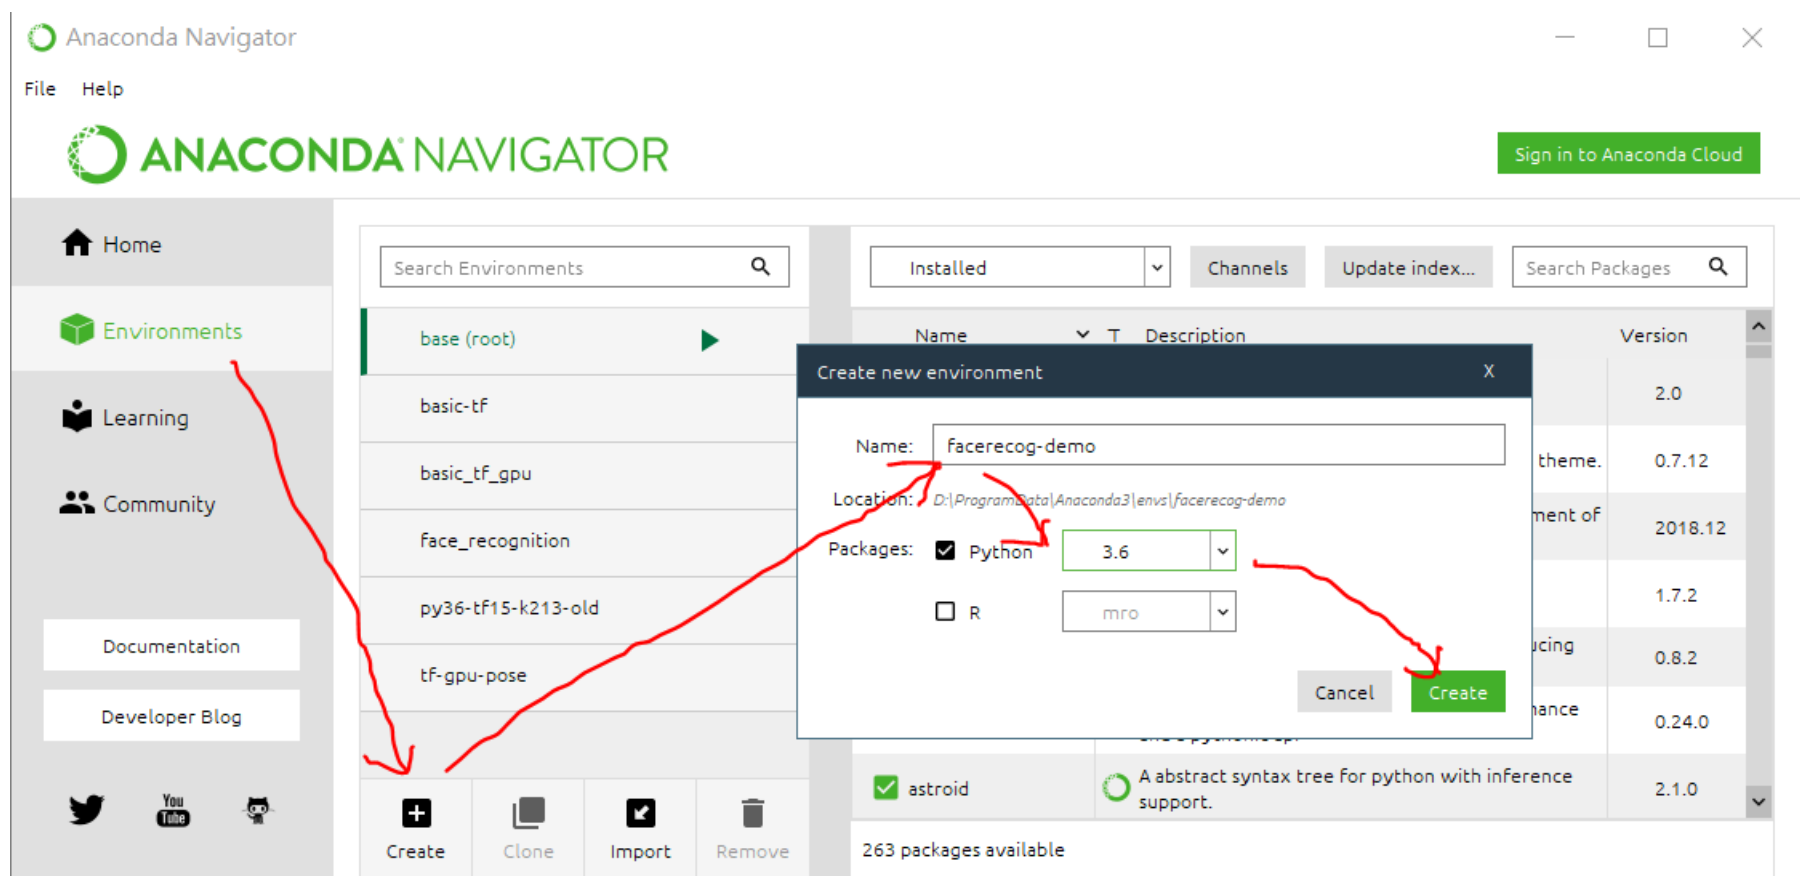 Anaconda Navigator
File Help
ANACONDA NAVIGATOR
Sign in to Anaconda Cloud
Home
Environments
Learning
Community
Documentation
Developer Blog
You
Tube
Search Environments
base (root)
basic-tf
basic_tf_gpu
face_recognition
py36-tf15-k213-old
tf-gpu-pose
Create Clone Import Remove
Installed Channels Update index... Search Packages
Name T Description Version
2.0
theme. 0.7.12
ment of 2018.12
1.7.2
ucing 0.8.2
nance 0.24.0
astroid A abstract syntax tree for python with inference
support. 2.1.0
263 packages available
Create new environment X
Name: facerecog-demo
Location: D:\ProgramData\Anaconda3\envs\facerecog-demo
Packages: Python 3.6
R mro
Cancel Create